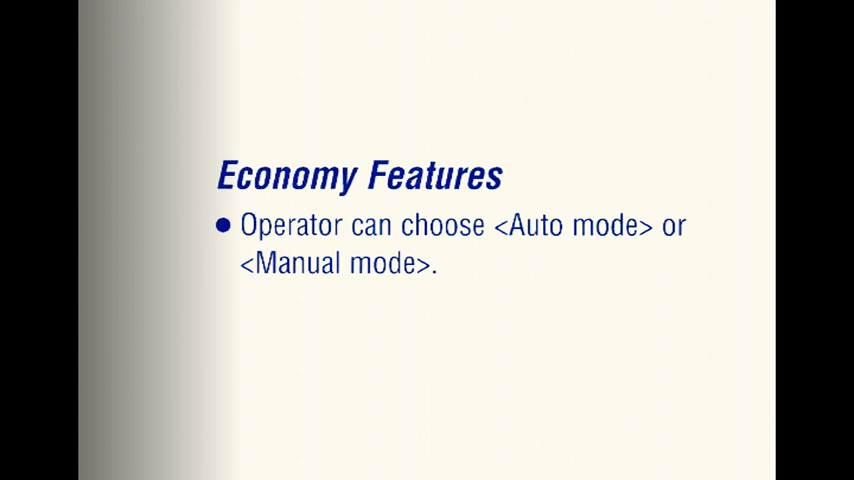 Economy Features
● Operator can choose <Auto mode> or
<Manual mode>.